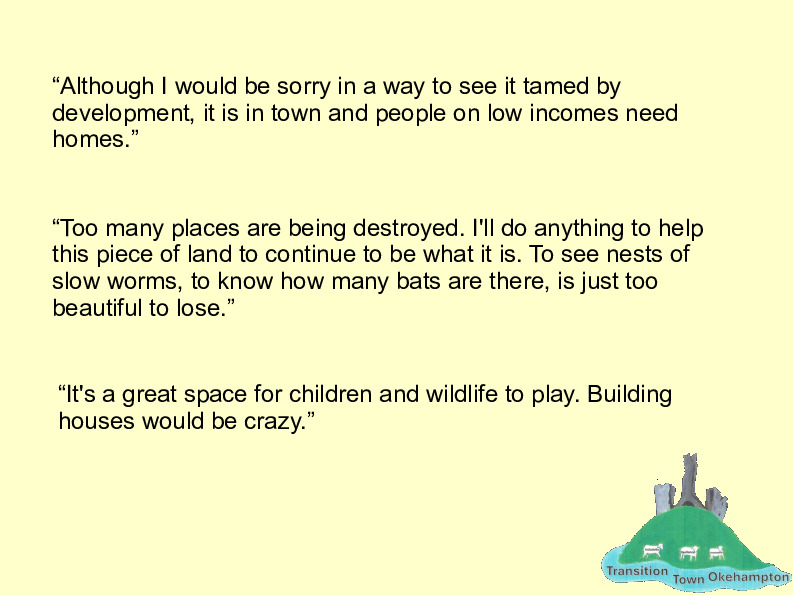 “Although I would be sorry in a way to see it tamed by
development, it is in town and people on low incomes need
homes.”
“Too many places are being destroyed. I'll do anything to help
this piece of land to continue to be what it is. To see nests of
slow worms, to know how many bats are there, is just too
beautiful to lose.”
“It's a great space for children and wildlife to play. Building
houses would be crazy.”
Transition Town Okehampton